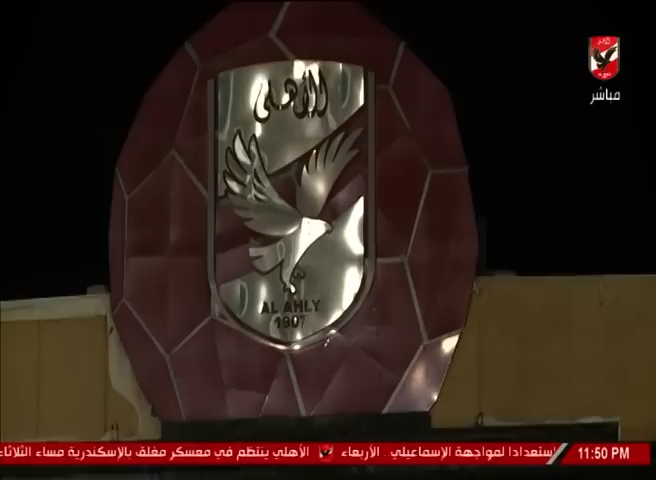 مباشر
الأهلي
AL AHLY
1907
استعدادا لمواجهة الإسماعيلي .. الأربعاء الأهلي ينتظم في معسكر مغلق بالإسكندرية مساء الثلاثاء
11:50 PM